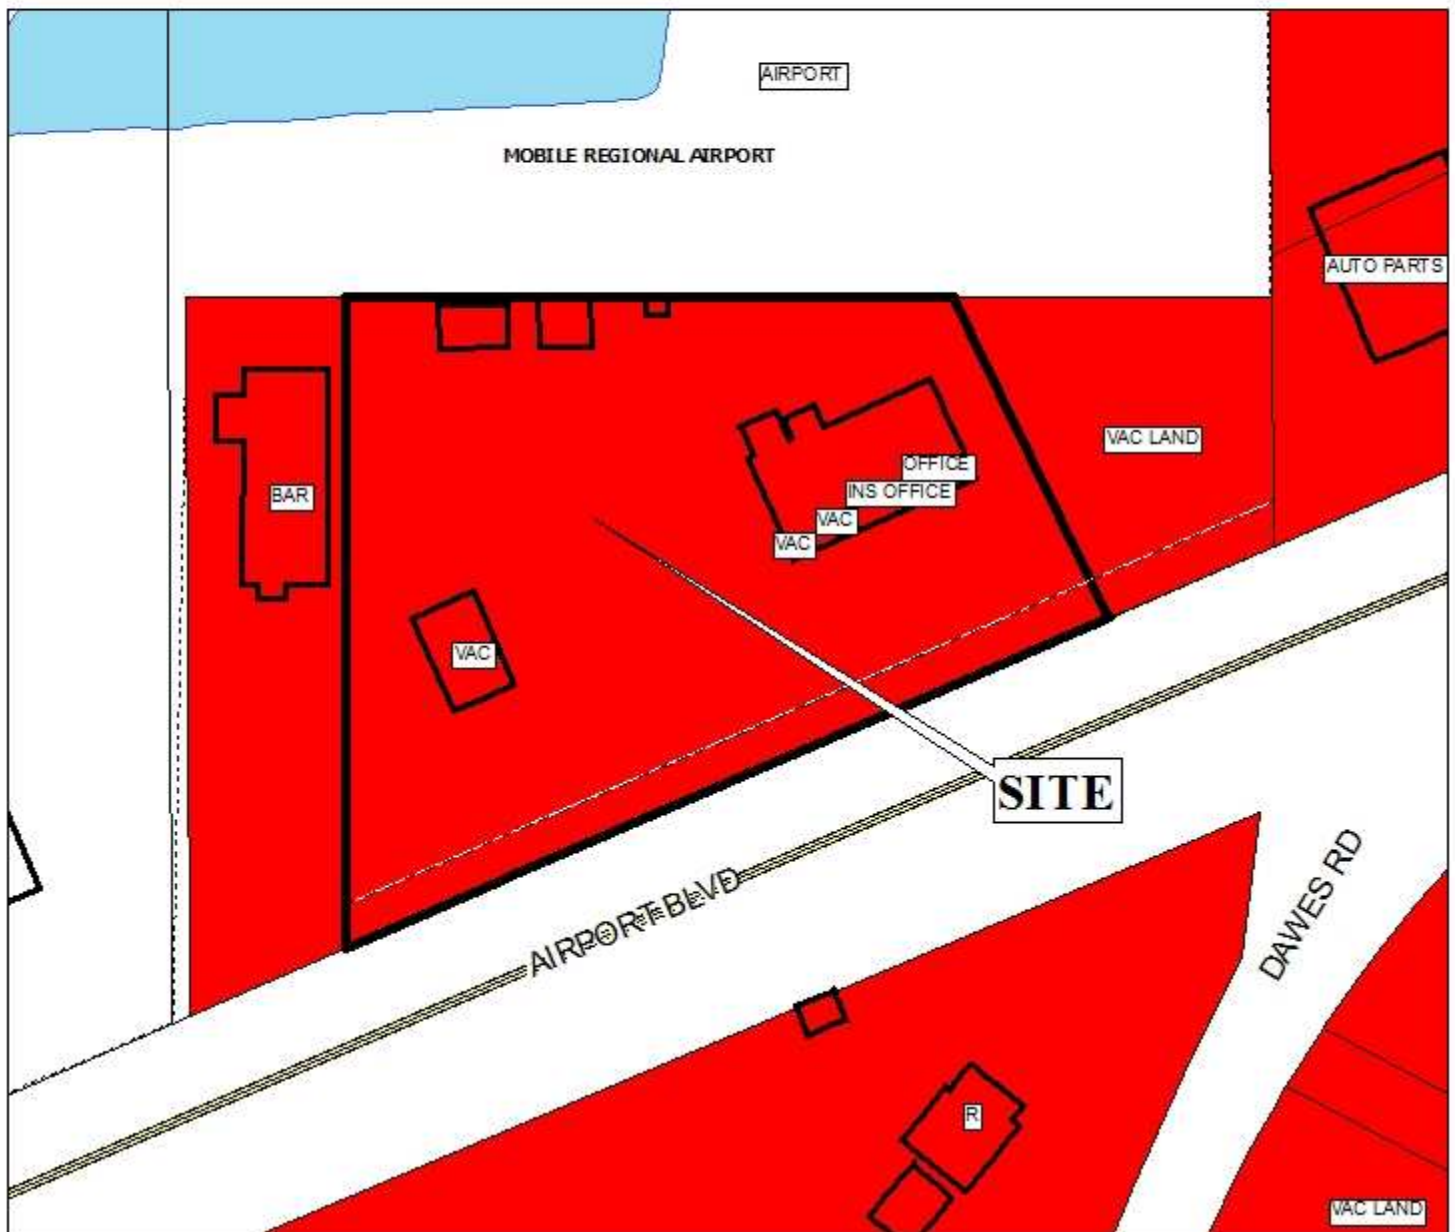 AIRPORT
MOBILE REGIONAL AIRPORT
AUTO PARTS
VAC LAND
OFFICE
INS OFFICE
BAR
VAC
VAC
VAC
SITE
AIRPORT BLVD
DAWES RD
R
VAC LAND